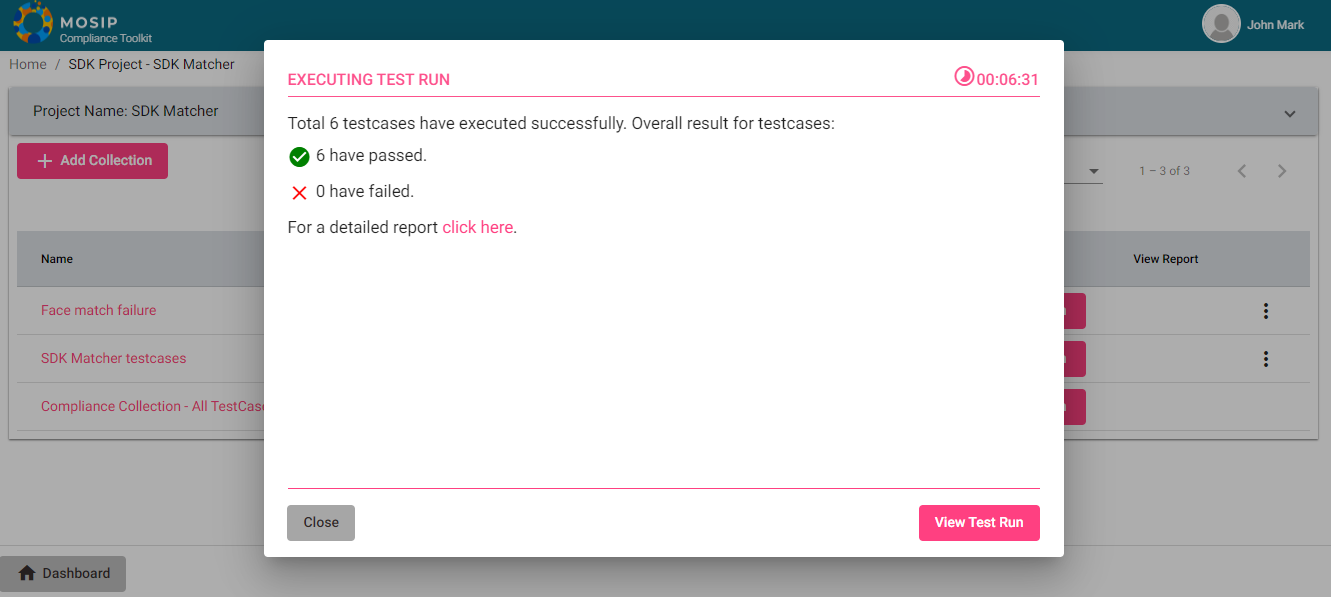 MOSIP
Compliance Toolkit
John Mark
Home / SDK Project - SDK Matcher
Project Name: SDK Matcher
Add Collection
1 – 3 of 3
Name
View Report
Face match failure
SDK Matcher testcases
Compliance Collection - All TestCase
EXECUTING TEST RUN
00:06:31
Total 6 testcases have executed successfully. Overall result for testcases:
6 have passed.
0 have failed.
For a detailed report click here.
Close
View Test Run
Dashboard